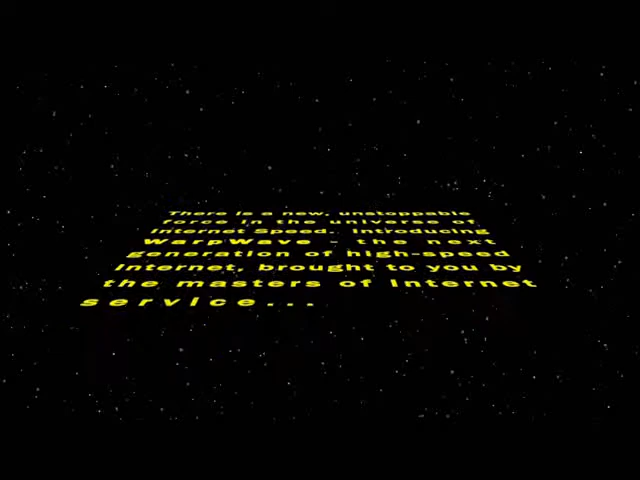 There is a new, unstoppable
force in the universe of
Internet Speed. Introducing
WarpWave - the next
generation of high-speed
Internet, brought to you by
the masters of Internet
service...